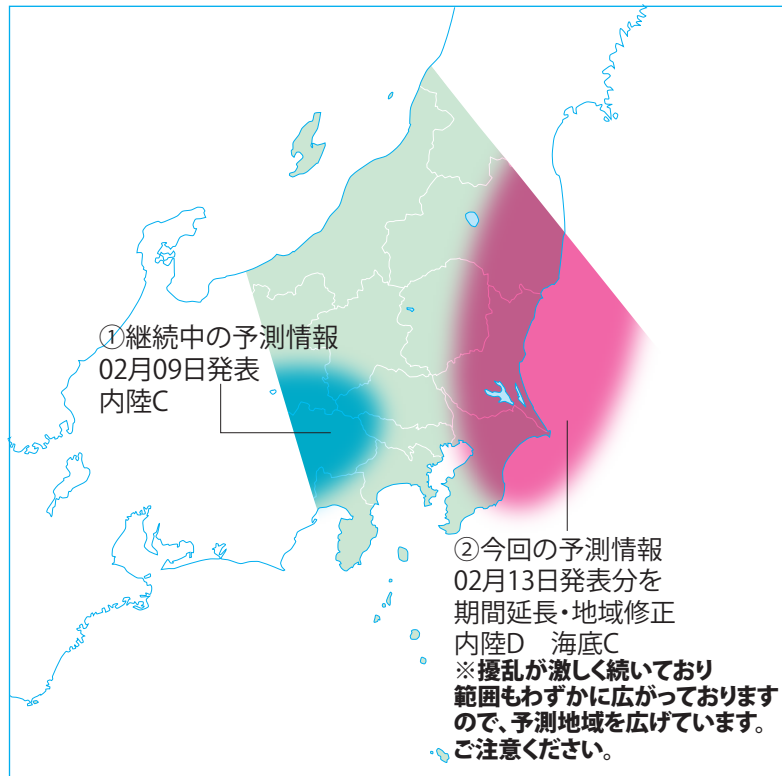 ①継続中の予測情報
02月09日発表
内陸C
②今回の予測情報
02月13日発表分を
期間延長・地域修正
内陸D　海底C
※擾乱が激しく続いており
範囲もわずかに広がっております
ので、予測地域を広げています。
ご注意ください。